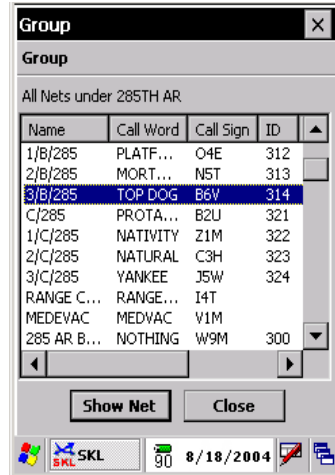 Group
Group
All Nets under 285TH AR
Name Call Word Call Sign ID
1/B/285 PLATF... O4E 312
2/B/285 MORT... N5T 313
3/B/285 TOP DOG B6V 314
C/285 PROTA... B2U 321
1/C/285 NATIVITY Z1M 322
2/C/285 NATURAL C3H 323
3/C/285 YANKEE J5W 324
RANGE C... RANGE... I4T
MEDEVAC MEDVAC V1M
285 AR B... NOTHING W9M 300
Show Net Close
SKL SKL 90 8/18/2004